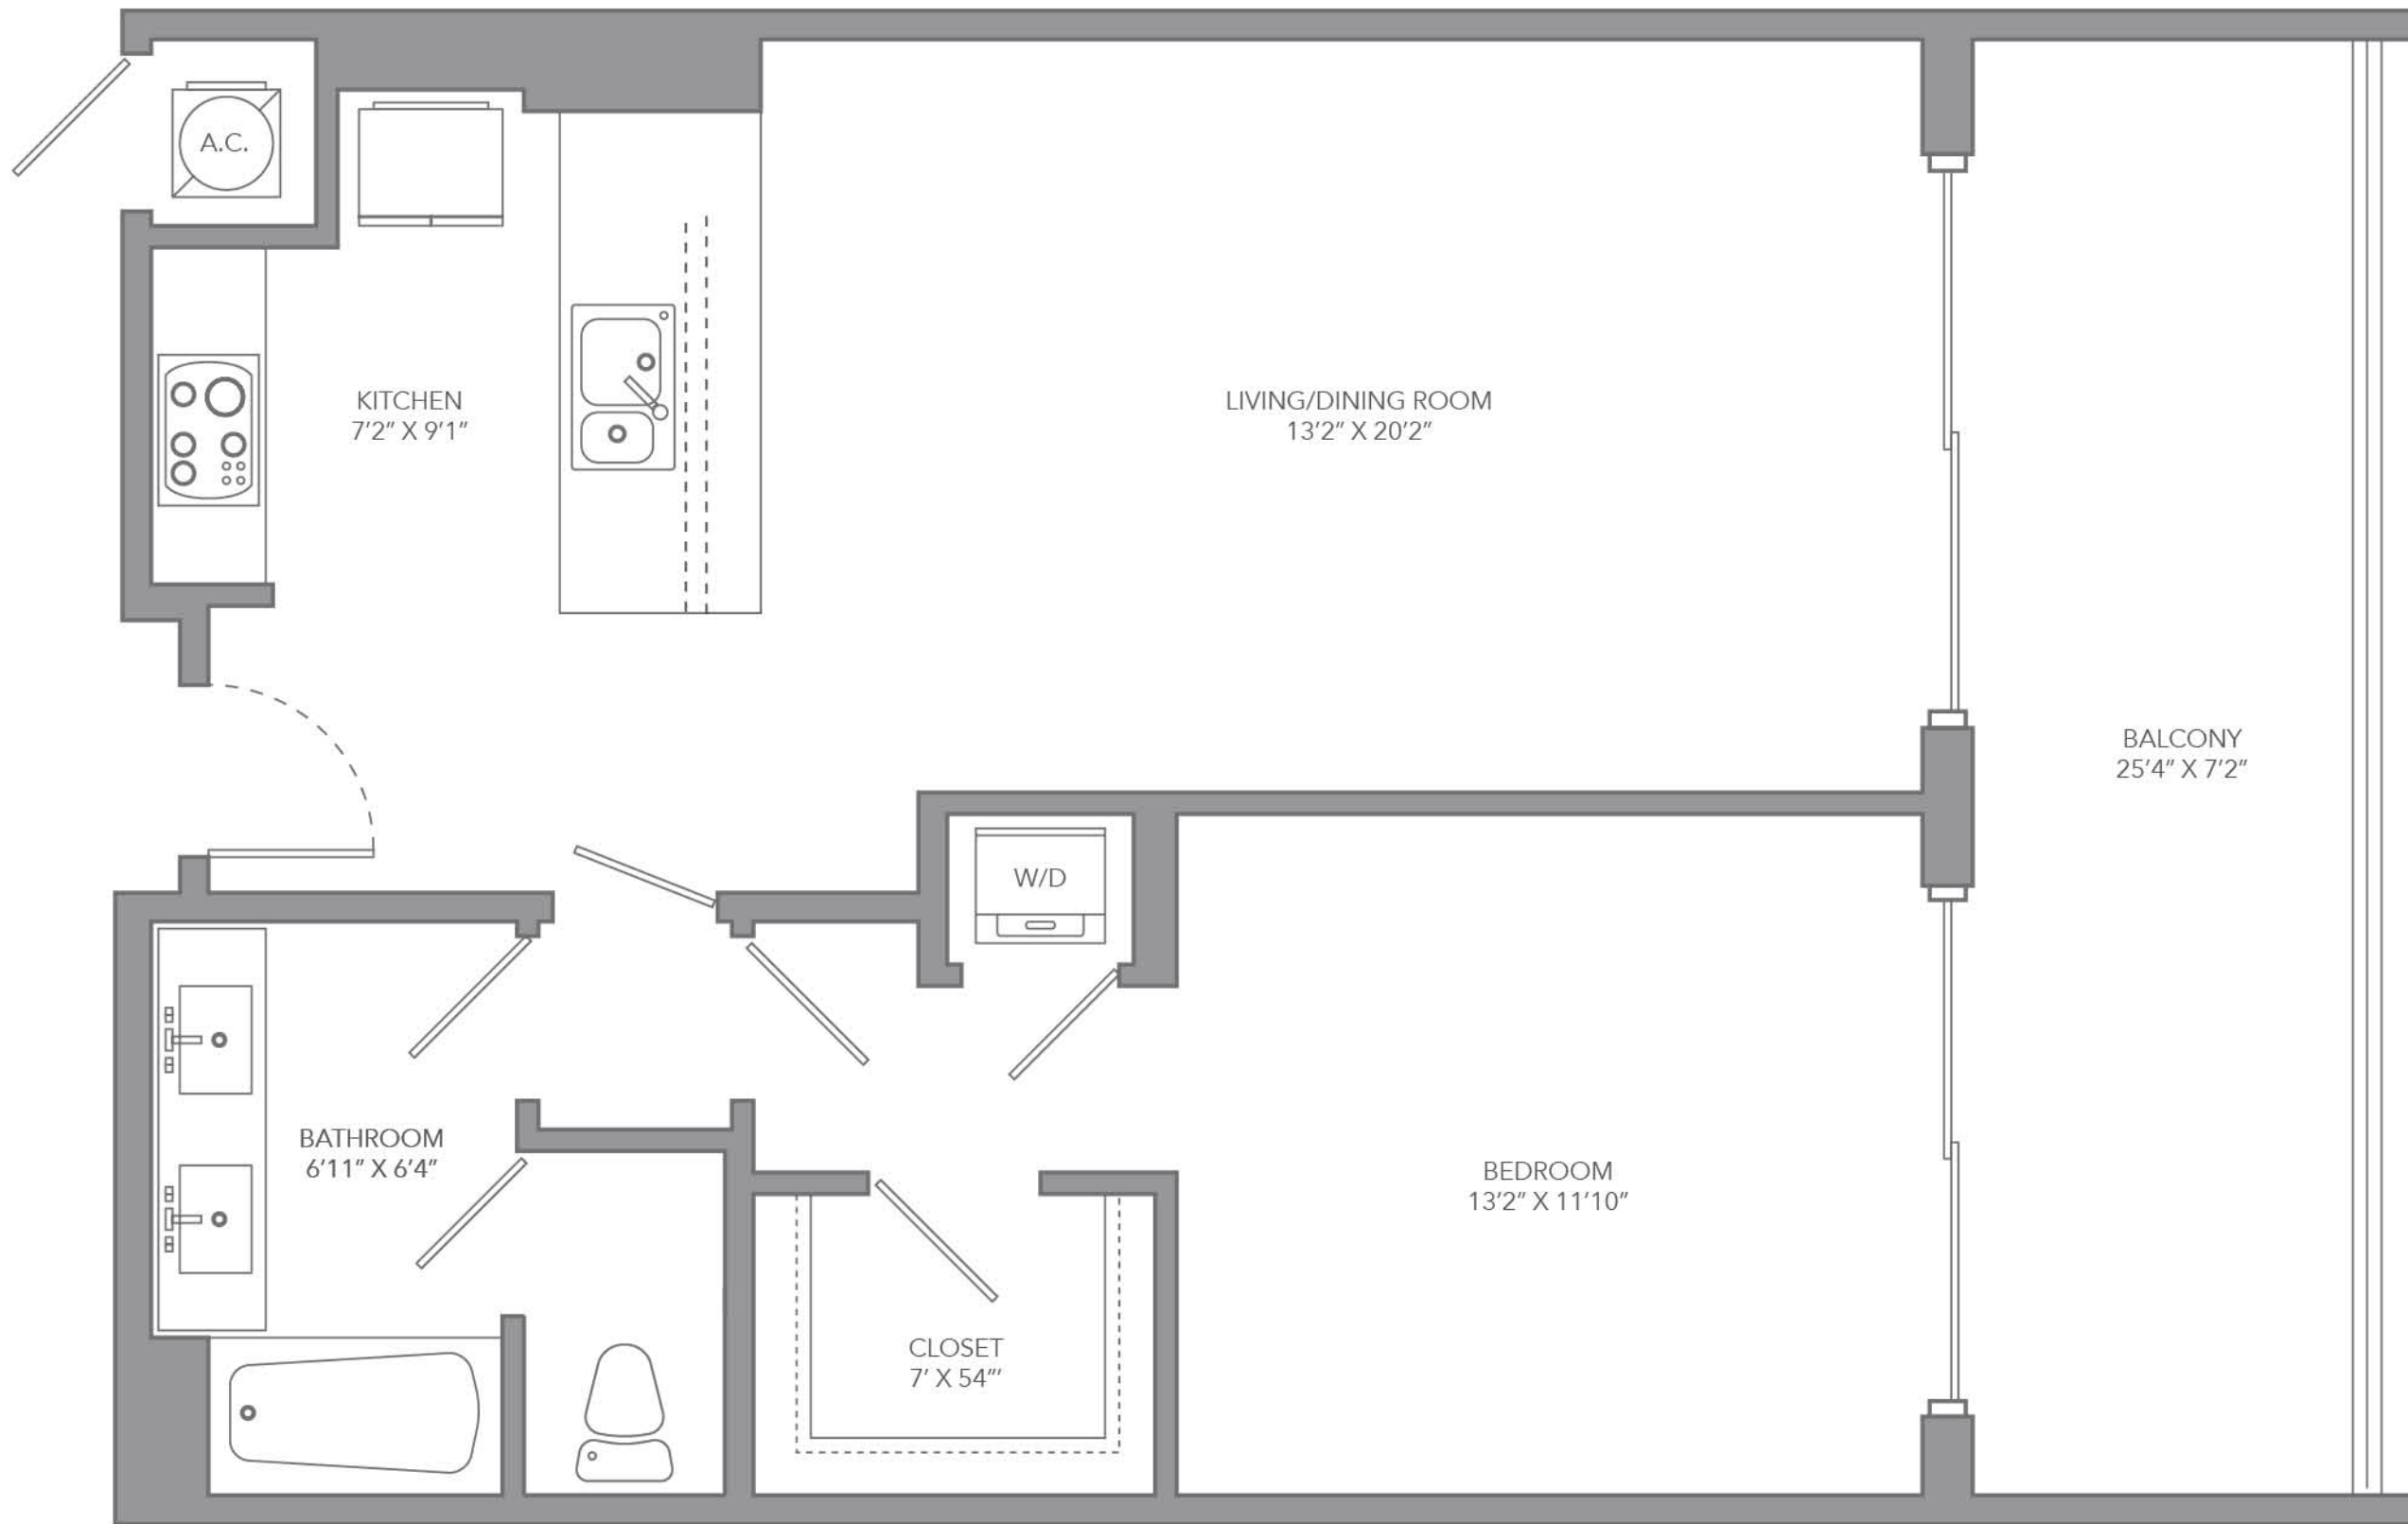 A.C.
KITCHEN
7'2" X 9'1"
LIVING/DINING ROOM
13'2" X 20'2"
BALCONY
25'4" X 7'2"
W/D
BATHROOM
6'11" X 6'4"
BEDROOM
13'2" X 11'10"
CLOSET
7' X 54"'